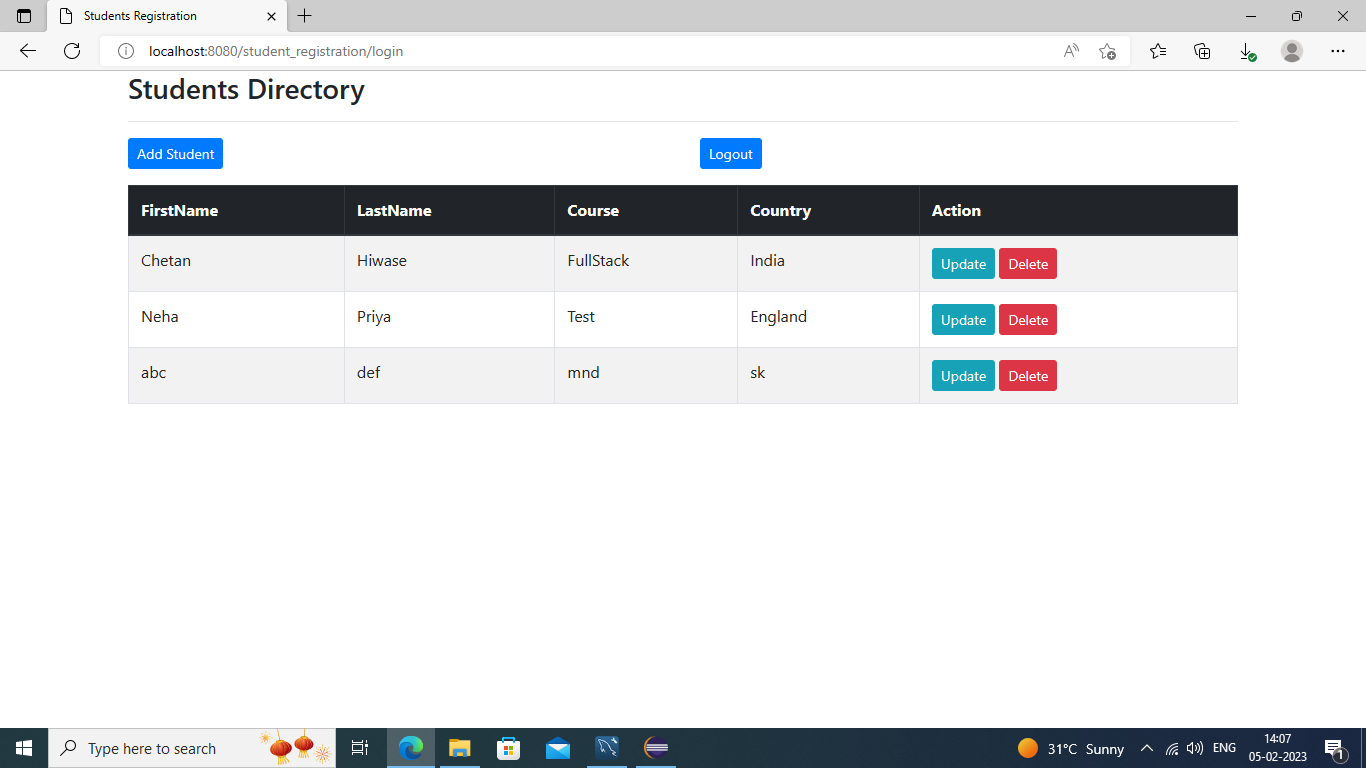 Students Registration
localhost:8080/student_registration/login
Students Directory
Add Student Logout
FirstName LastName Course Country Action
Chetan Hiwase FullStack India Update Delete
Neha Priya Test England Update Delete
abc def mnd sk Update Delete
Type here to search 31°C Sunny ENG 14:07
05-02-2023 1